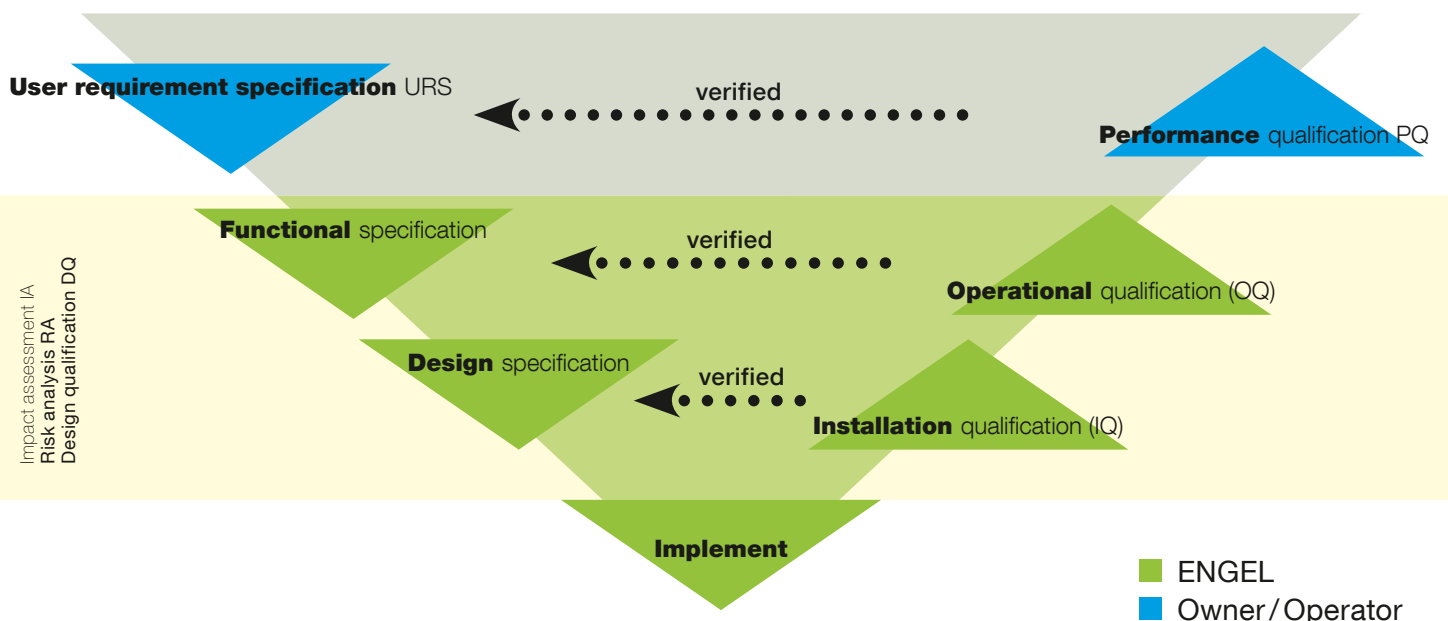 User requirement specification URS
verified
Performance qualification PQ
Functional specification
verified
Operational qualification (OQ)
Impact assessment IA
Risk analysis RA
Design qualification DQ
Design specification
verified
Installation qualification (IQ)
Implement
ENGEL
Owner/Operator